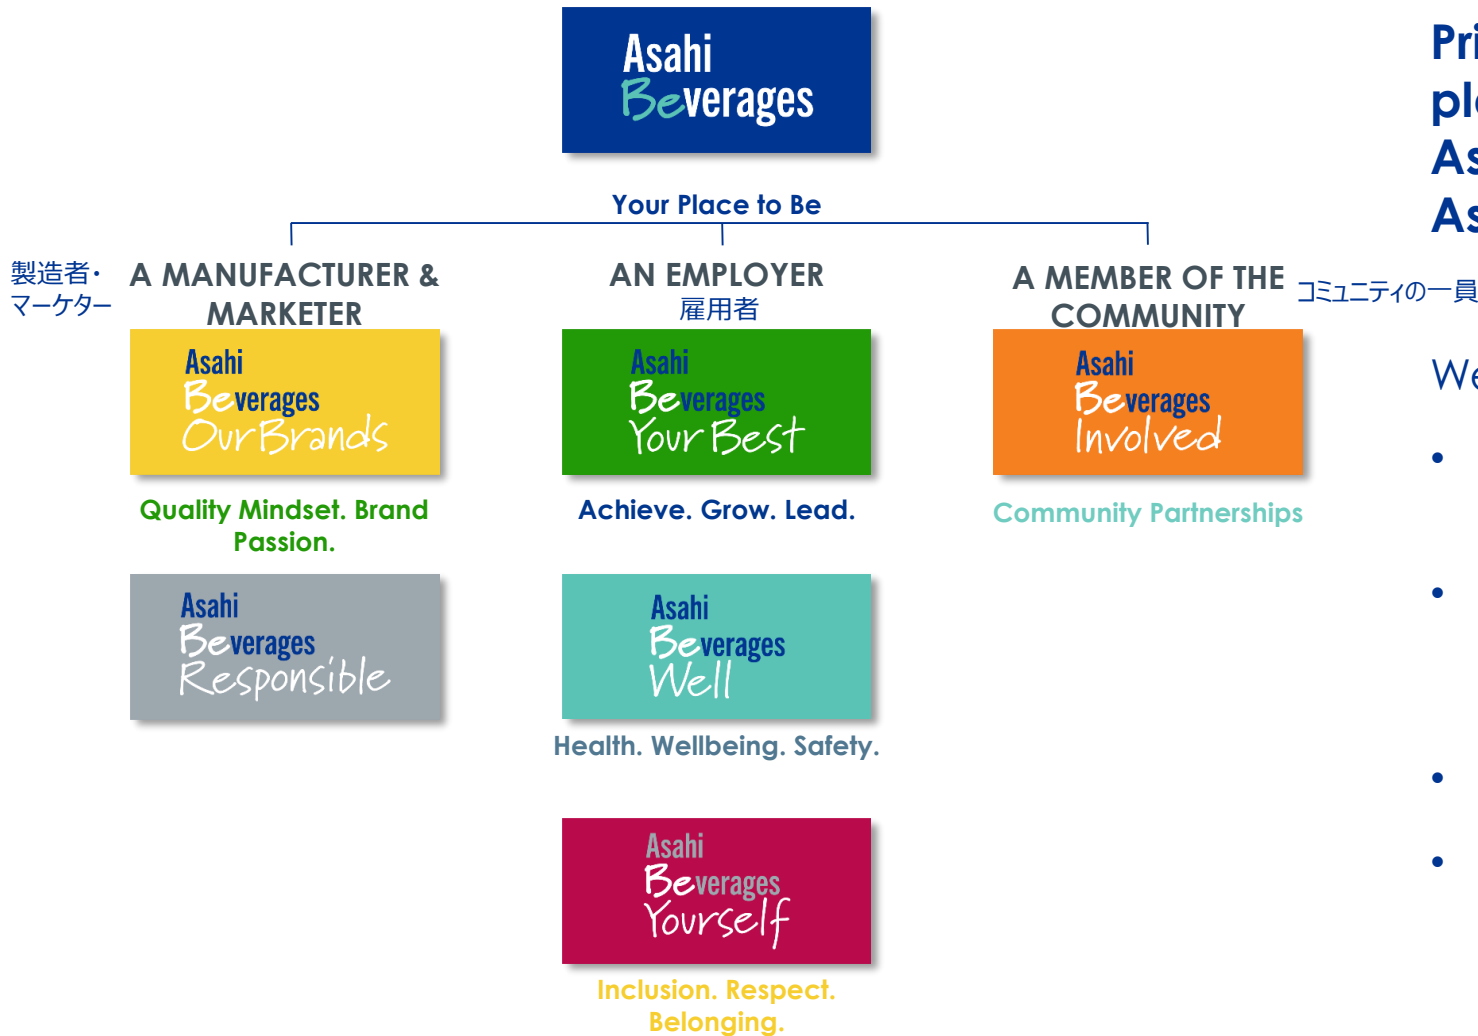 Asahi
Beverages
Your Place to Be
製造者・
マーケター
A MANUFACTURER &
MARKETER
Asahi
Beverages
Our Brands
Quality Mindset. Brand
Passion.
Asahi
Beverages
Responsible
AN EMPLOYER
雇用者
Asahi
Beverages
Your Best
Achieve. Grow. Lead.
Asahi
Beverages
Well
Health. Wellbeing. Safety.
Asahi
Beverages
Yourself
Inclusion. Respect.
Belonging.
A MEMBER OF THE
COMMUNITY
コミュニティの一員
Asahi
Beverages
Involved
Community Partnerships